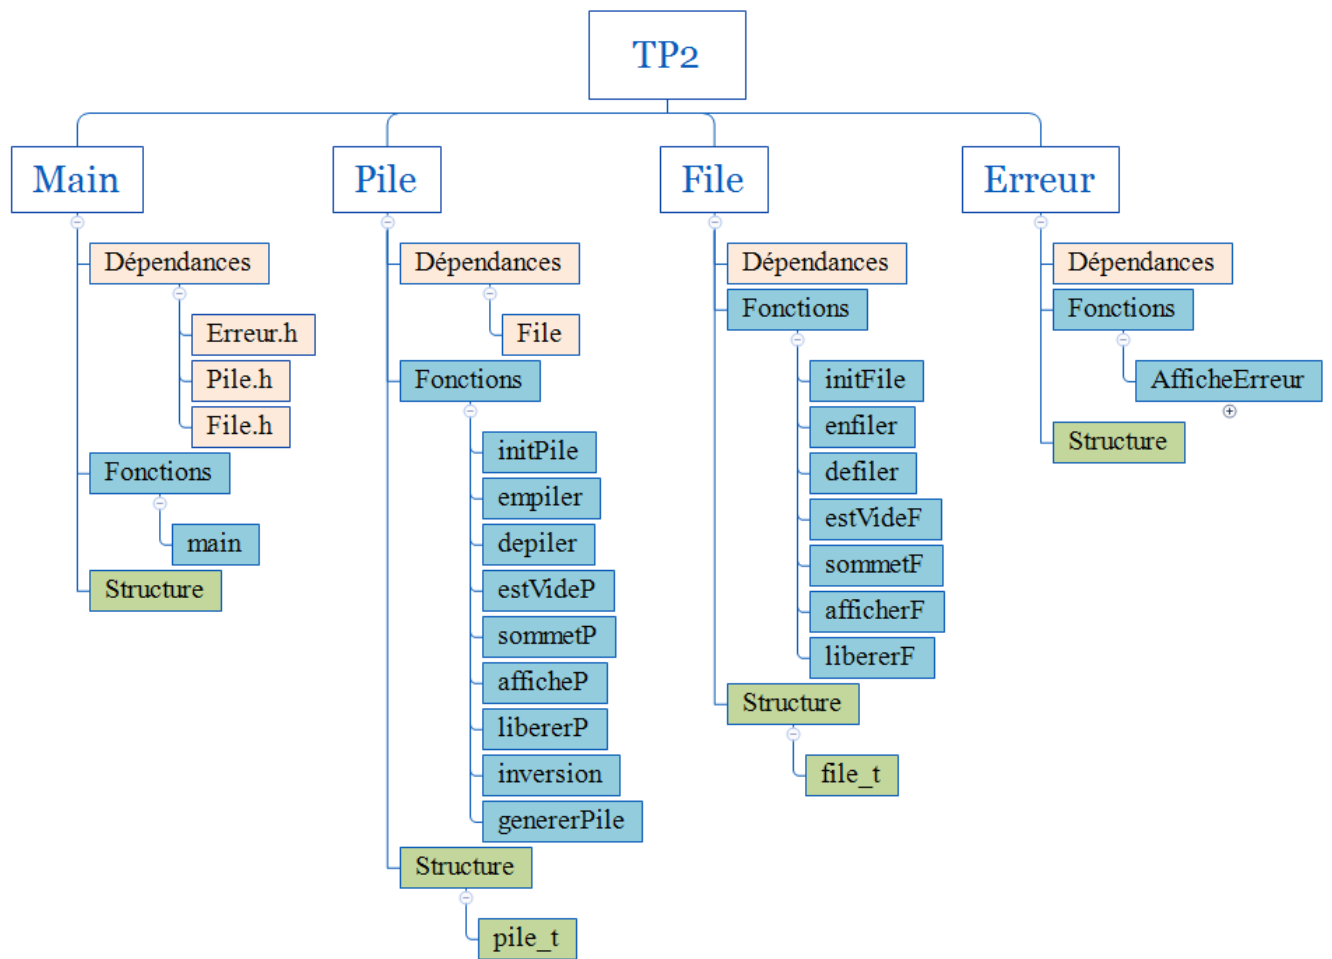 TP2
Main
Pile
File
Erreur
Dépendances
Erreur.h
Pile.h
File.h
Fonctions
main
Structure
Dépendances
File
Fonctions
initPile
empiler
depiler
estVideP
sommetP
afficheP
libererP
inversion
genererPile
Structure
pile_t
Dépendances
Fonctions
initFile
enfiler
defiler
estVideF
sommetF
afficherF
libererF
Structure
file_t
Dépendances
Fonctions
AfficheErreur
Structure